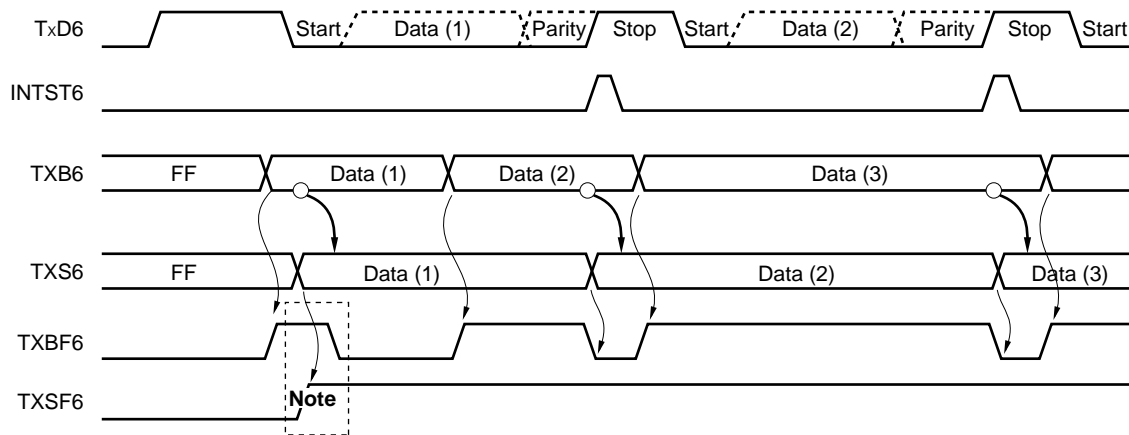 TxD6 Start Data (1) Parity Stop Start Data (2) Parity Stop Start
INTST6
TXB6 FF Data (1) Data (2) Data (3)
TXS6 FF Data (1) Data (2) Data (3)
TXBF6
TXSF6 Note